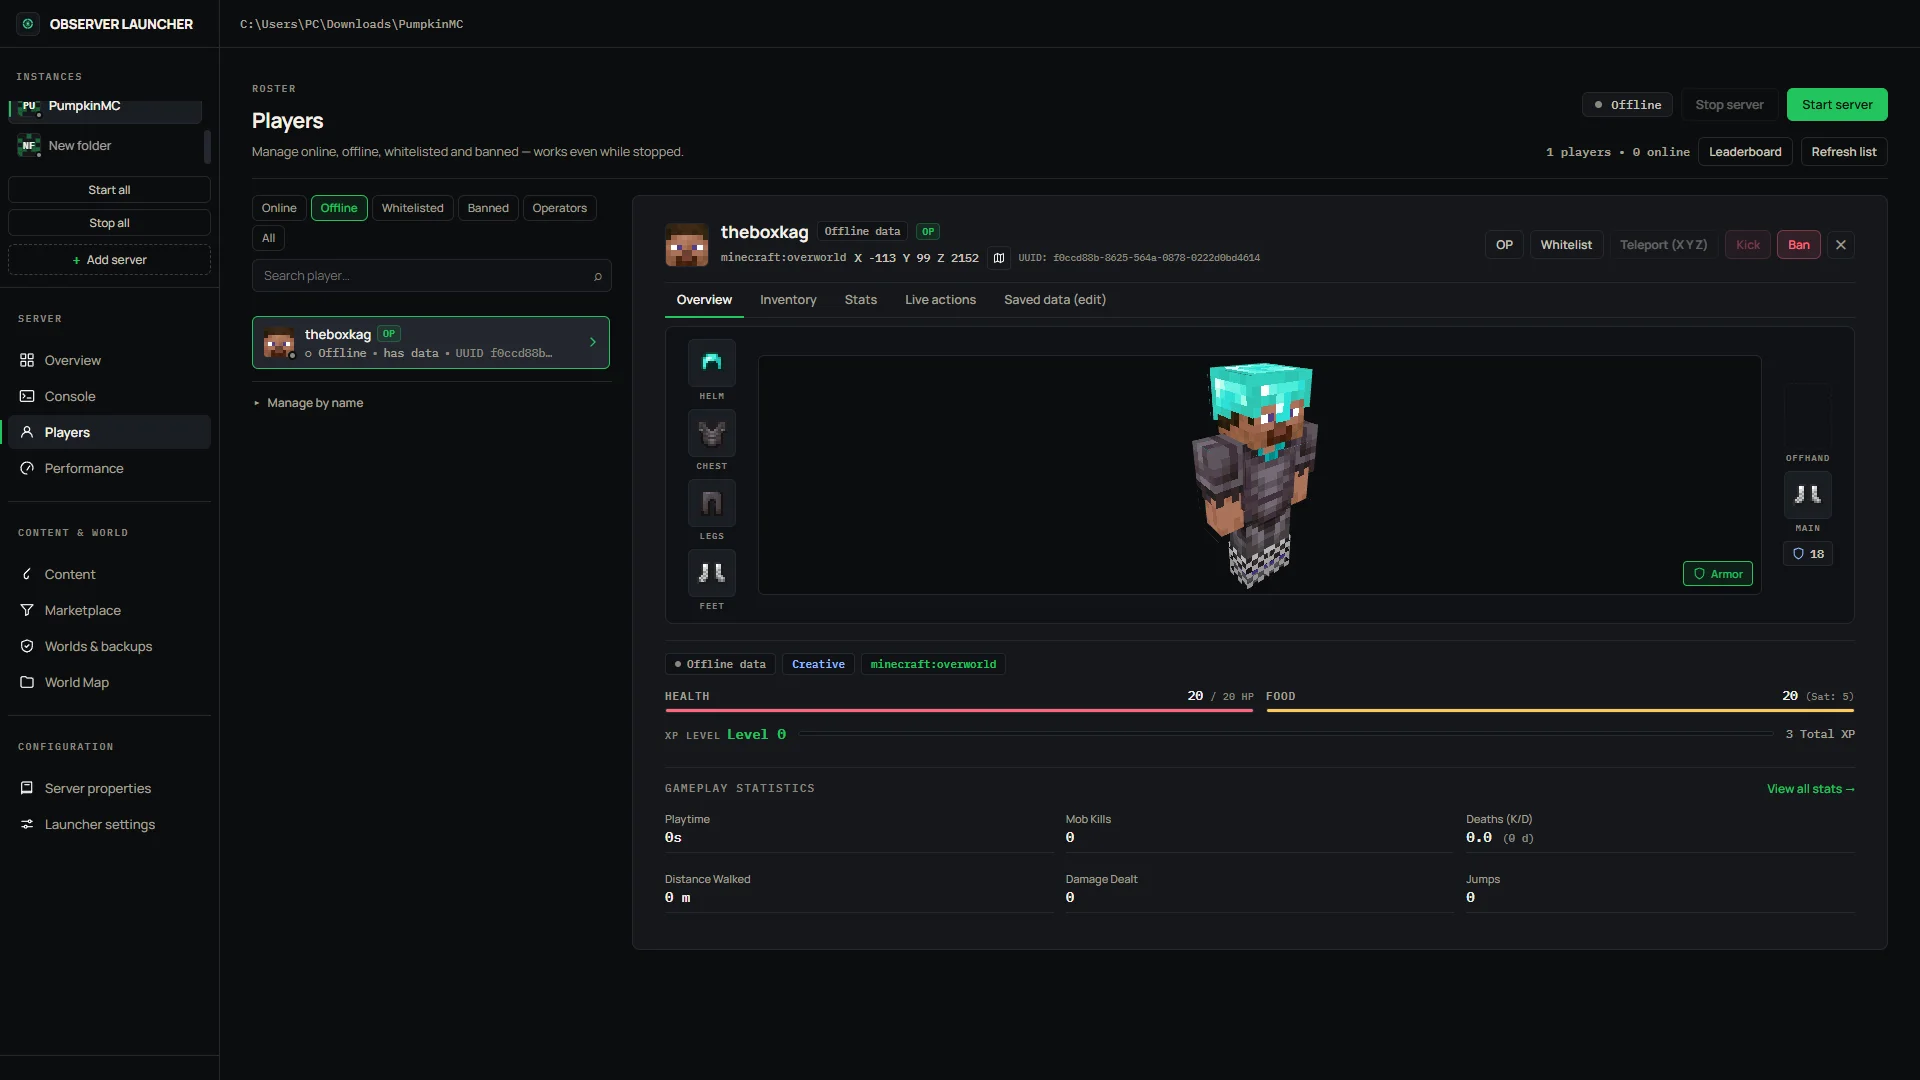 OBSERVER LAUNCHER
C:\Users\PC\Downloads\PumpkinMC
INSTANCES
PU PumpkinMC
NF New folder
Start all
Stop all
+ Add server
SERVER
Overview
Console
Players
Performance
CONTENT & WORLD
Content
Marketplace
Worlds & backups
World Map
CONFIGURATION
Server properties
Launcher settings
ROSTER
Players
Manage online, offline, whitelisted and banned — works even while stopped.
Offline Stop server Start server
1 players • 0 online Leaderboard Refresh list
Online Offline Whitelisted Banned Operators
All
Search player...
theboxkag OP
Offline • has data • UUID f0ccd88b…
Manage by name
theboxkag Offline data OP
minecraft:overworld X -113 Y 99 Z 2152 UUID: f0ccd88b-8625-564a-0878-0222d0bd4614
OP Whitelist Teleport (X Y Z) Kick Ban
Overview Inventory Stats Live actions Saved data (edit)
HELM
CHEST
LEGS
FEET
Armor
OFFHAND
MAIN
18
Offline data Creative minecraft:overworld
HEALTH 20 / 20 HP FOOD 20 (Sat: 5)
XP LEVEL Level 0 3 Total XP
GAMEPLAY STATISTICS View all stats →
Playtime Mob Kills Deaths (K/D)
0s 0 0.0 (0 d)
Distance Walked Damage Dealt Jumps
0 m 0 0